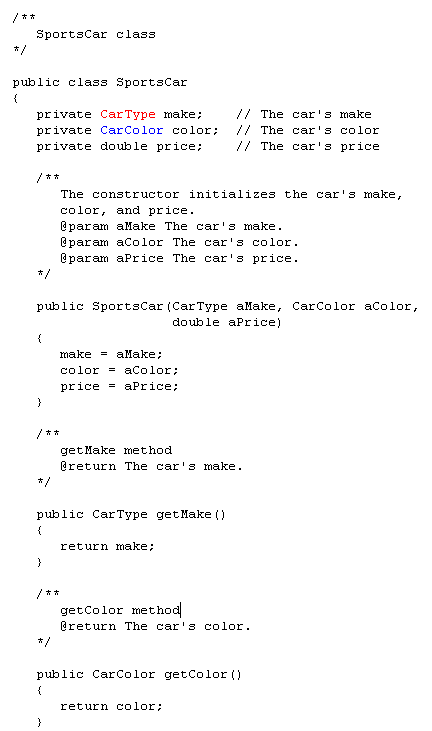 /**
   SportsCar class
*/

public class SportsCar
{
   private CarType make;    // The car's make
   private CarColor color;  // The car's color
   private double price;    // The car's price

   /**
      The constructor initializes the car's make,
      color, and price.
      @param aMake The car's make.
      @param aColor The car's color.
      @param aPrice The car's price.
   */

   public SportsCar(CarType aMake, CarColor aColor,
                    double aPrice)
   {
      make = aMake;
      color = aColor;
      price = aPrice;
   }

   /**
      getMake method
      @return The car's make.
   */

   public CarType getMake()
   {
      return make;
   }

   /**
      getColor method
      @return The car's color.
   */

   public CarColor getColor()
   {
      return color;
   }